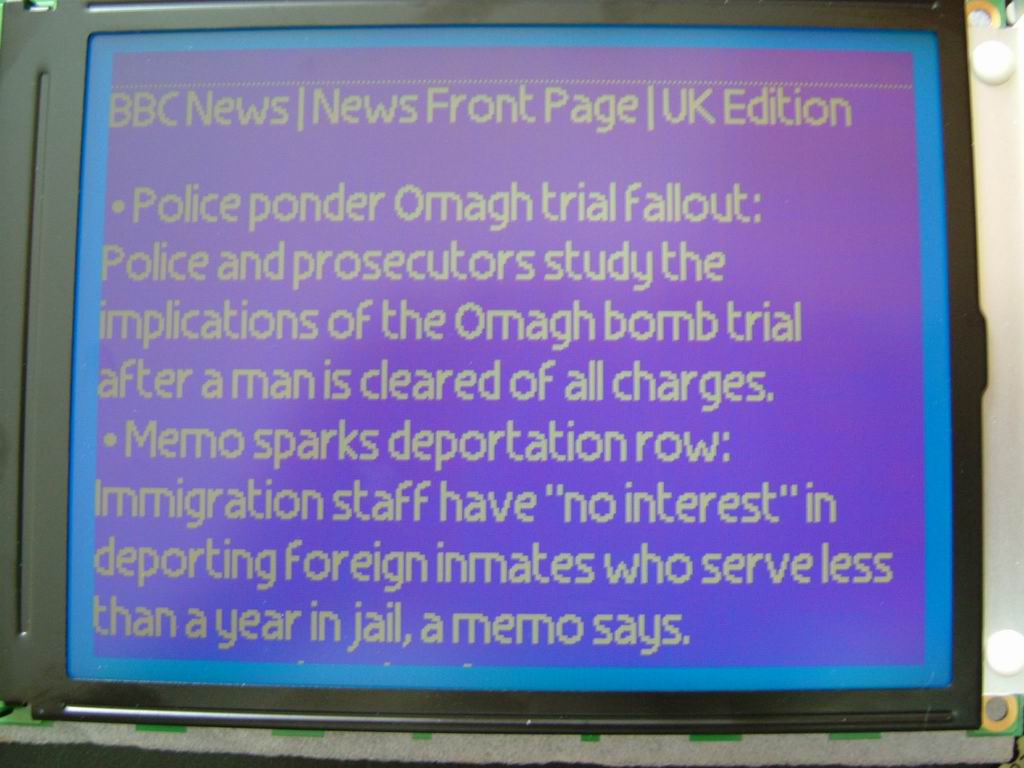 BBC News | News Front Page | UK Edition
• Police ponder Omagh trial fallout:
Police and prosecutors study the
implications of the Omagh bomb trial
after a man is cleared of all charges.
• Memo sparks deportation row:
Immigration staff have "no interest" in
deporting foreign inmates who serve less
than a year in jail, a memo says.